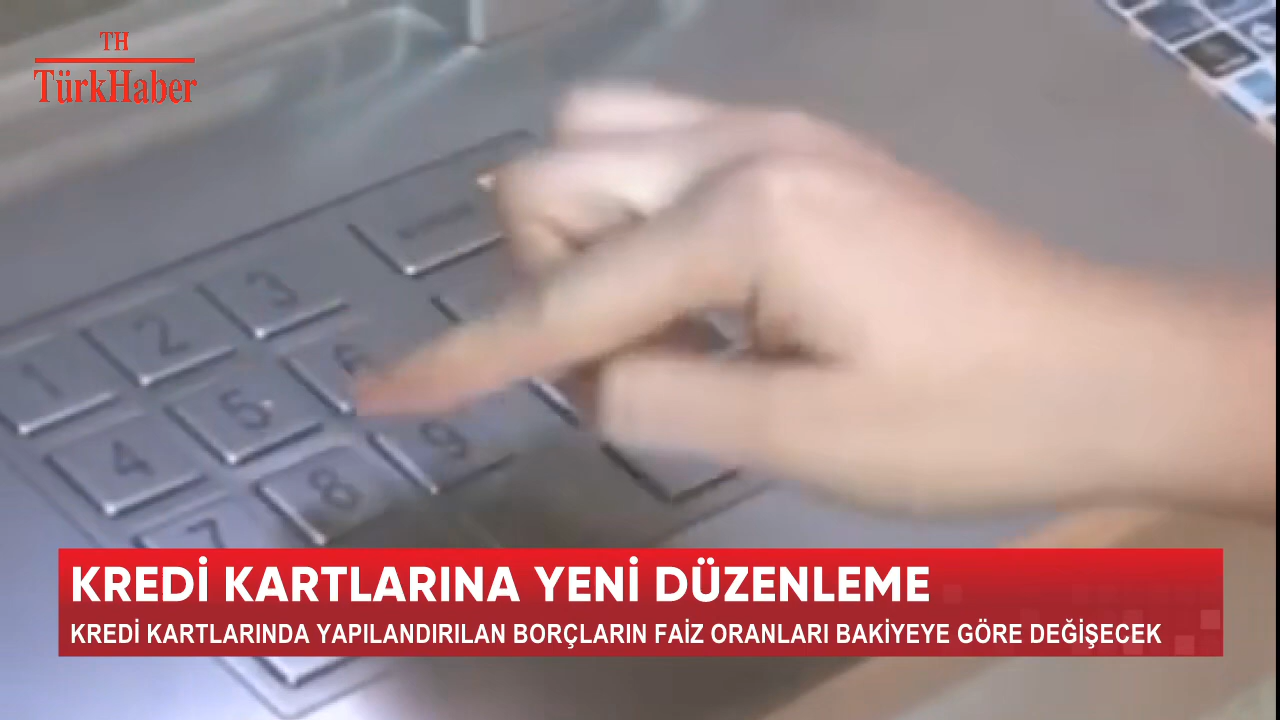 TH
TürkHaber
1
2
3
4
5
6
7
8
9
KREDİ KARTLARINA YENİ DÜZENLEME
KREDİ KARTLARINDA YAPILANDIRILAN BORÇLARIN FAİZ ORANLARI BAKİYEYE GÖRE DEĞİŞECEK